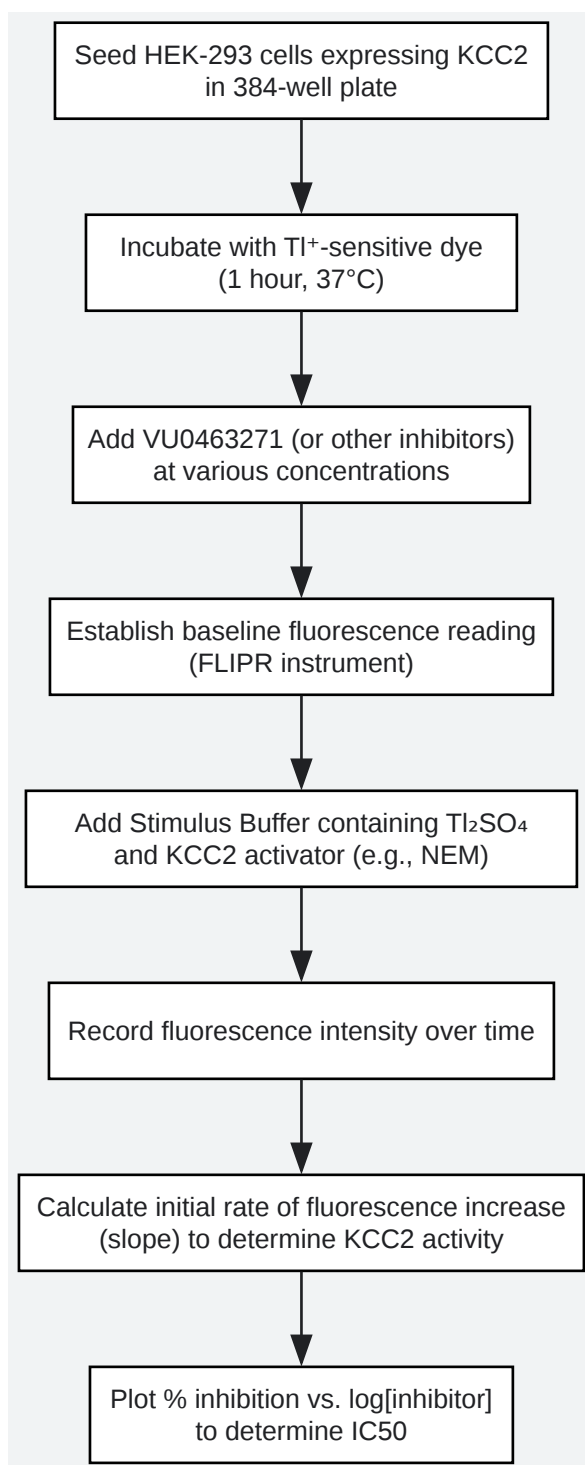 Seed HEK-293 cells expressing KCC2
in 384-well plate
Incubate with Tl⁺-sensitive dye
(1 hour, 37°C)
Add VU0463271 (or other inhibitors)
at various concentrations
Establish baseline fluorescence reading
(FLIPR instrument)
Add Stimulus Buffer containing Tl₂SO₄
and KCC2 activator (e.g., NEM)
Record fluorescence intensity over time
Calculate initial rate of fluorescence increase
(slope) to determine KCC2 activity
Plot % inhibition vs. log[inhibitor]
to determine IC50